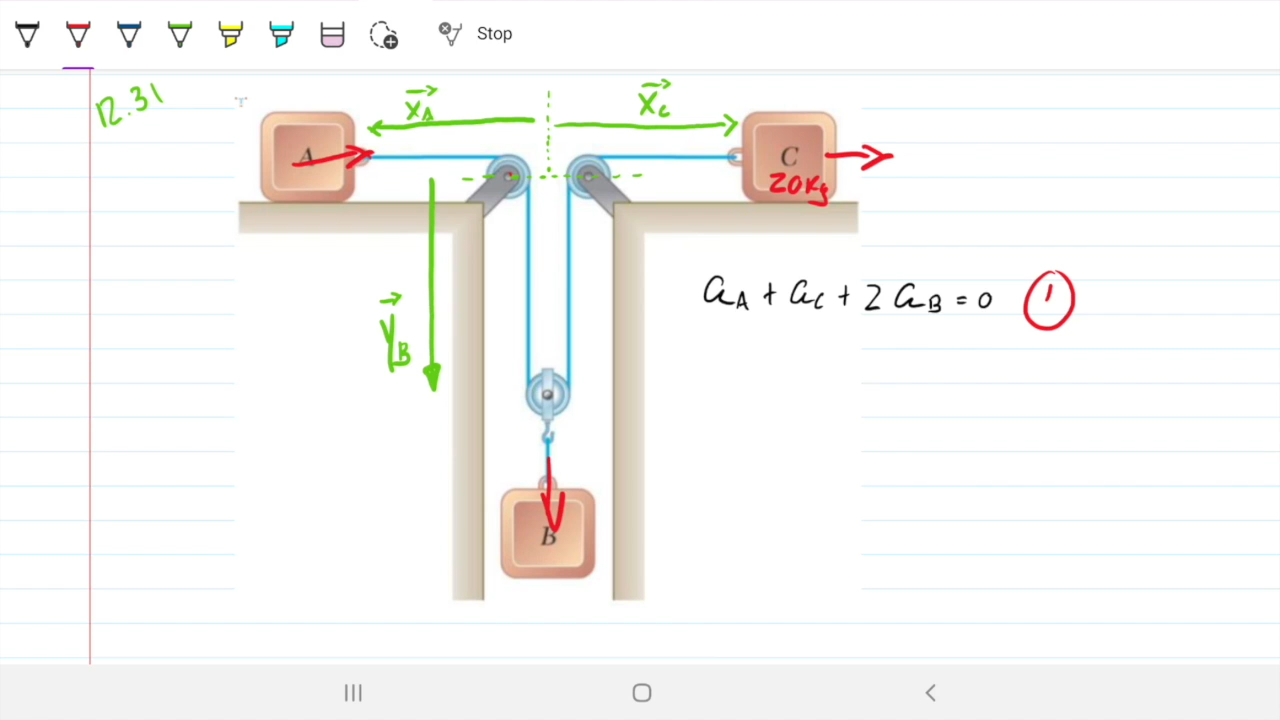 Stop
12.31
x_A
x_C
A
C
20Kg
y_B
a_A + a_C + 2 a_B = 0 ①
B